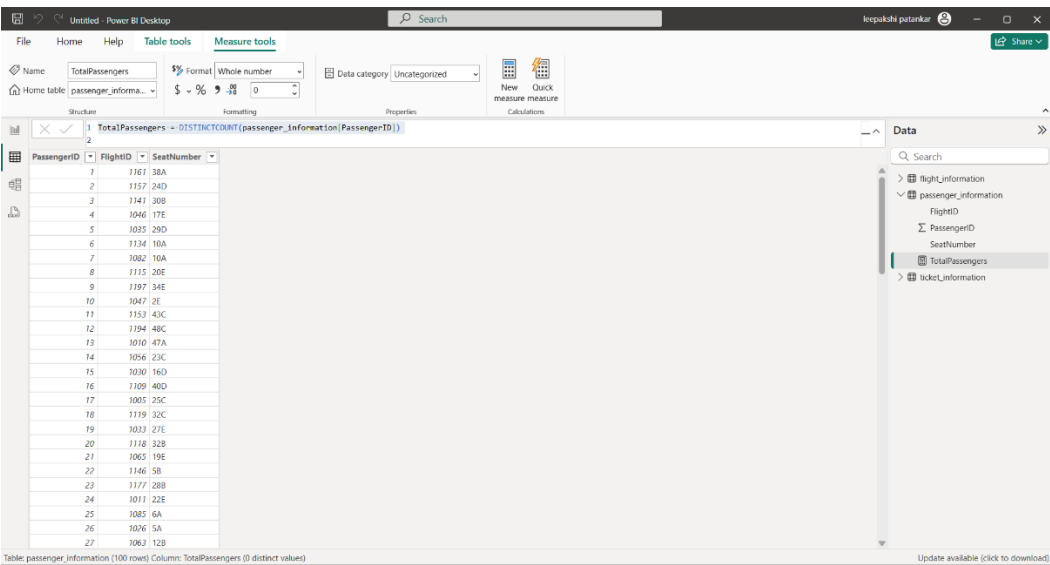 Untitled - Power BI Desktop
Search
leepakshi patankar
File Home Help Table tools Measure tools
Share
Name TotalPassengers
Home table passenger_informa...
Structure
Format Whole number
$ % 0
Formatting
Data category Uncategorized
Properties
New measure
Quick measure
Calculations
1 TotalPassengers = DISTINCTCOUNT(passenger_information[PassengerID])
2
PassengerID FlightID SeatNumber
1 1161 38A
2 1157 24D
3 1141 30B
4 1046 17E
5 1035 29D
6 1134 10A
7 1082 10A
8 1115 20E
9 1197 34E
10 1047 2E
11 1153 43C
12 1194 48C
13 1010 47A
14 1056 23C
15 1030 16D
16 1109 40D
17 1005 25C
18 1119 32C
19 1033 27E
20 1118 32B
21 1065 19E
22 1146 5B
23 1177 28B
24 1011 22E
25 1085 6A
26 1026 5A
27 1063 12B
Data
Search
flight_information
passenger_information
FlightID
PassengerID
SeatNumber
TotalPassengers
ticket_information
Table: passenger_information (100 rows) Column: TotalPassengers (0 distinct values)
Update available (click to download)